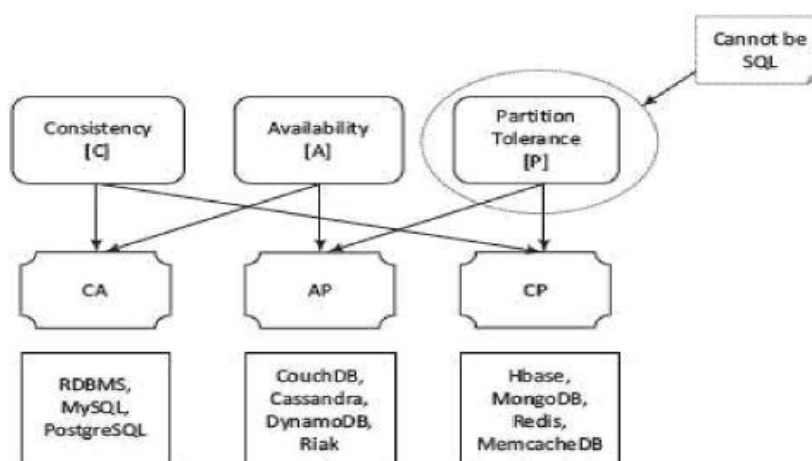 Cannot be
SQL
Consistency
[C]
Availability
[A]
Partition
Tolerance
[P]
CA
AP
CP
RDBMS,
MySQL,
PostgreSQL
CouchDB,
Cassandra,
DynamoDB,
Riak
Hbase,
MongoDB,
Redis,
MemcacheDB